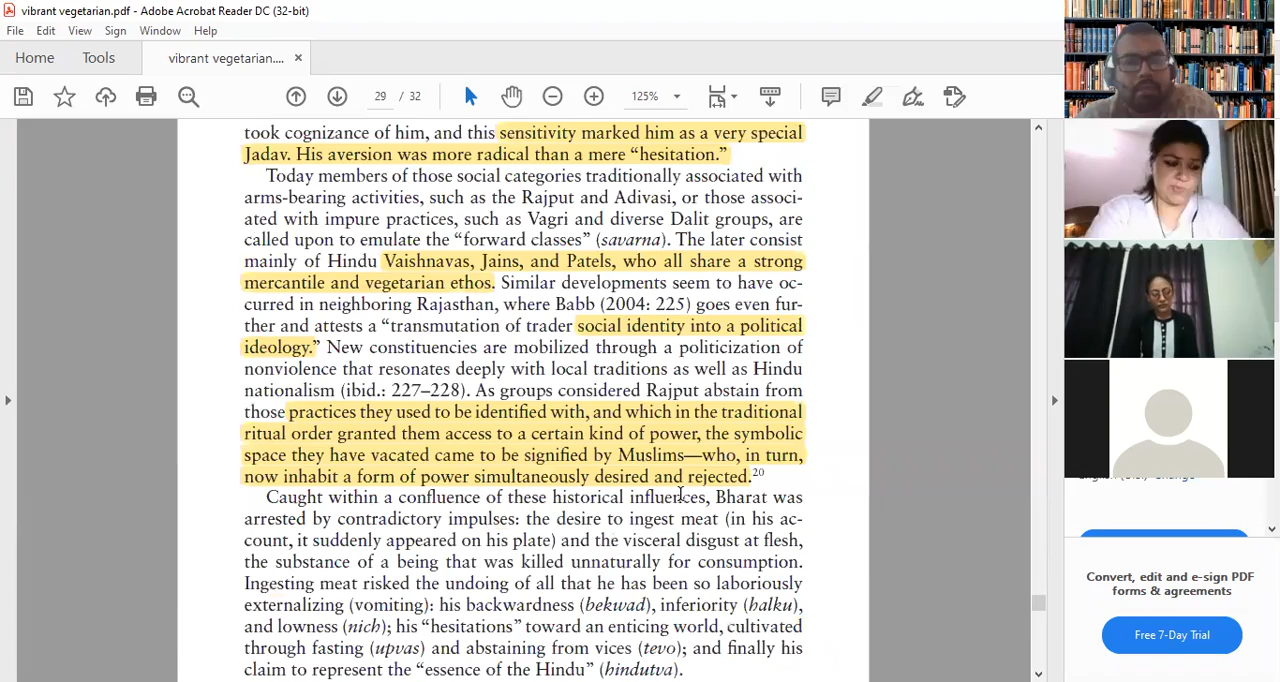 vibrant vegetarian.pdf - Adobe Acrobat Reader DC (32-bit)
File Edit View Sign Window Help
Home Tools vibrant vegetarian.... ×
29 / 32 125%
took cognizance of him, and this sensitivity marked him as a very special
Jadav. His aversion was more radical than a mere “hesitation.”
Today members of those social categories traditionally associated with
arms-bearing activities, such as the Rajput and Adivasi, or those associ-
ated with impure practices, such as Vagri and diverse Dalit groups, are
called upon to emulate the “forward classes” (savarna). The later consist
mainly of Hindu Vaishnavas, Jains, and Patels, who all share a strong
mercantile and vegetarian ethos. Similar developments seem to have oc-
curred in neighboring Rajasthan, where Babb (2004: 225) goes even fur-
ther and attests a “transmutation of trader social identity into a political
ideology.” New constituencies are mobilized through a politicization of
nonviolence that resonates deeply with local traditions as well as Hindu
nationalism (ibid.: 227–228). As groups considered Rajput abstain from
those practices they used to be identified with, and which in the traditional
ritual order granted them access to a certain kind of power, the symbolic
space they have vacated came to be signified by Muslims—who, in turn,
now inhabit a form of power simultaneously desired and rejected.20
Caught within a confluence of these historical influences, Bharat was
arrested by contradictory impulses: the desire to ingest meat (in his ac-
count, it suddenly appeared on his plate) and the visceral disgust at flesh,
the substance of a being that was killed unnaturally for consumption.
Ingesting meat risked the undoing of all that he has been so laboriously
externalizing (vomiting): his backwardness (bekwad), inferiority (halku),
and lowness (nich); his “hesitations” toward an enticing world, cultivated
through fasting (upvas) and abstaining from vices (tevo); and finally his
claim to represent the “essence of the Hindu” (hindutva).
Convert, edit and e-sign PDF
forms & agreements
Free 7-Day Trial